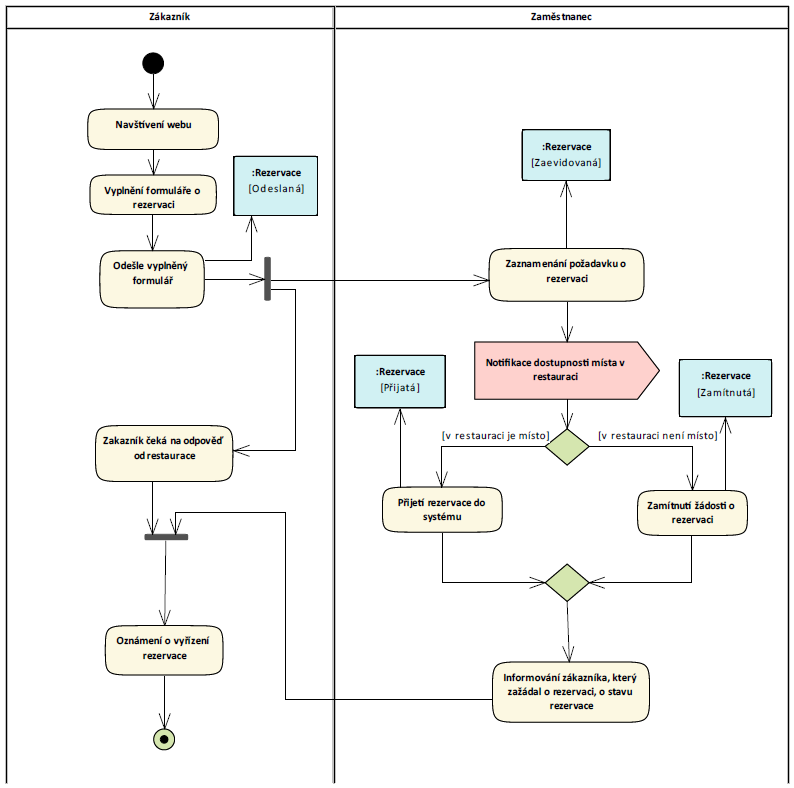 Zákazník
Zaměstnanec
Navštívení webu
Vyplnění formuláře o
rezervaci
:Rezervace
[Odeslaná]
Odešle vyplněný
formulář
:Rezervace
[Zaevidovaná]
Zaznamenání požadavku o
rezervaci
Notifikace dostupnosti místa v
restauraci
:Rezervace
[Přijatá]
:Rezervace
[Zamítnutá]
[v restauraci je místo]
[v restauraci není místo]
Zakazník čeká na odpověď
od restaurace
Přijetí rezervace do
systému
Zamítnutí žádosti o
rezervaci
Oznámení o vyřízení
rezervace
Informování zákazníka, který
zažádal o rezervaci, o stavu
rezervace